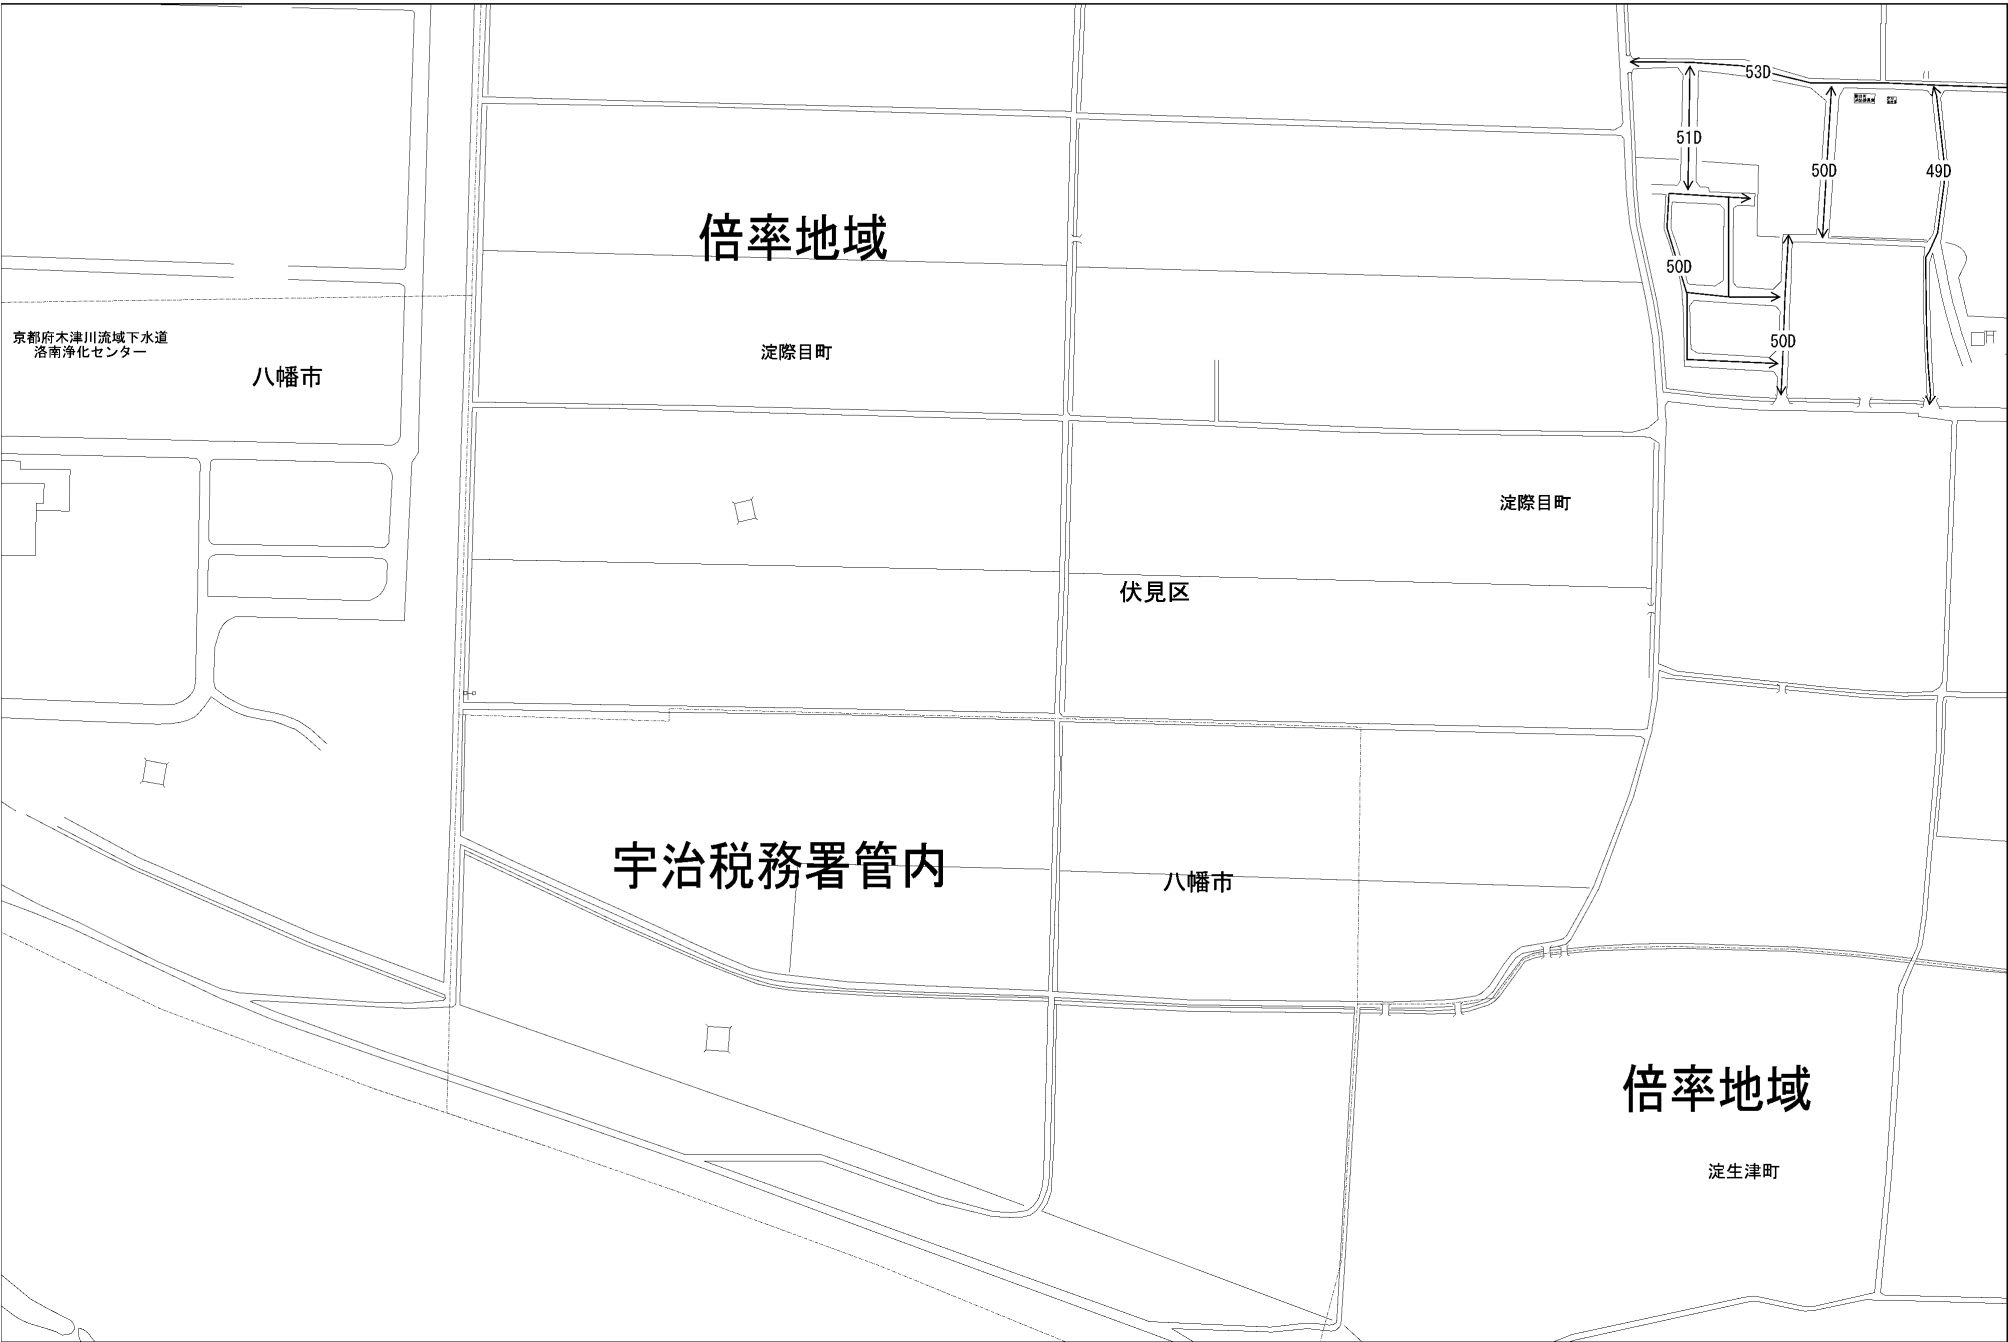 53D
51D
50D
49D
倍率地域
50D
京都府木津川流域下水道
洛南浄化センター
八幡市
淀際目町
50D
淀際目町
伏見区
宇治税務署管内
八幡市
倍率地域
淀生津町